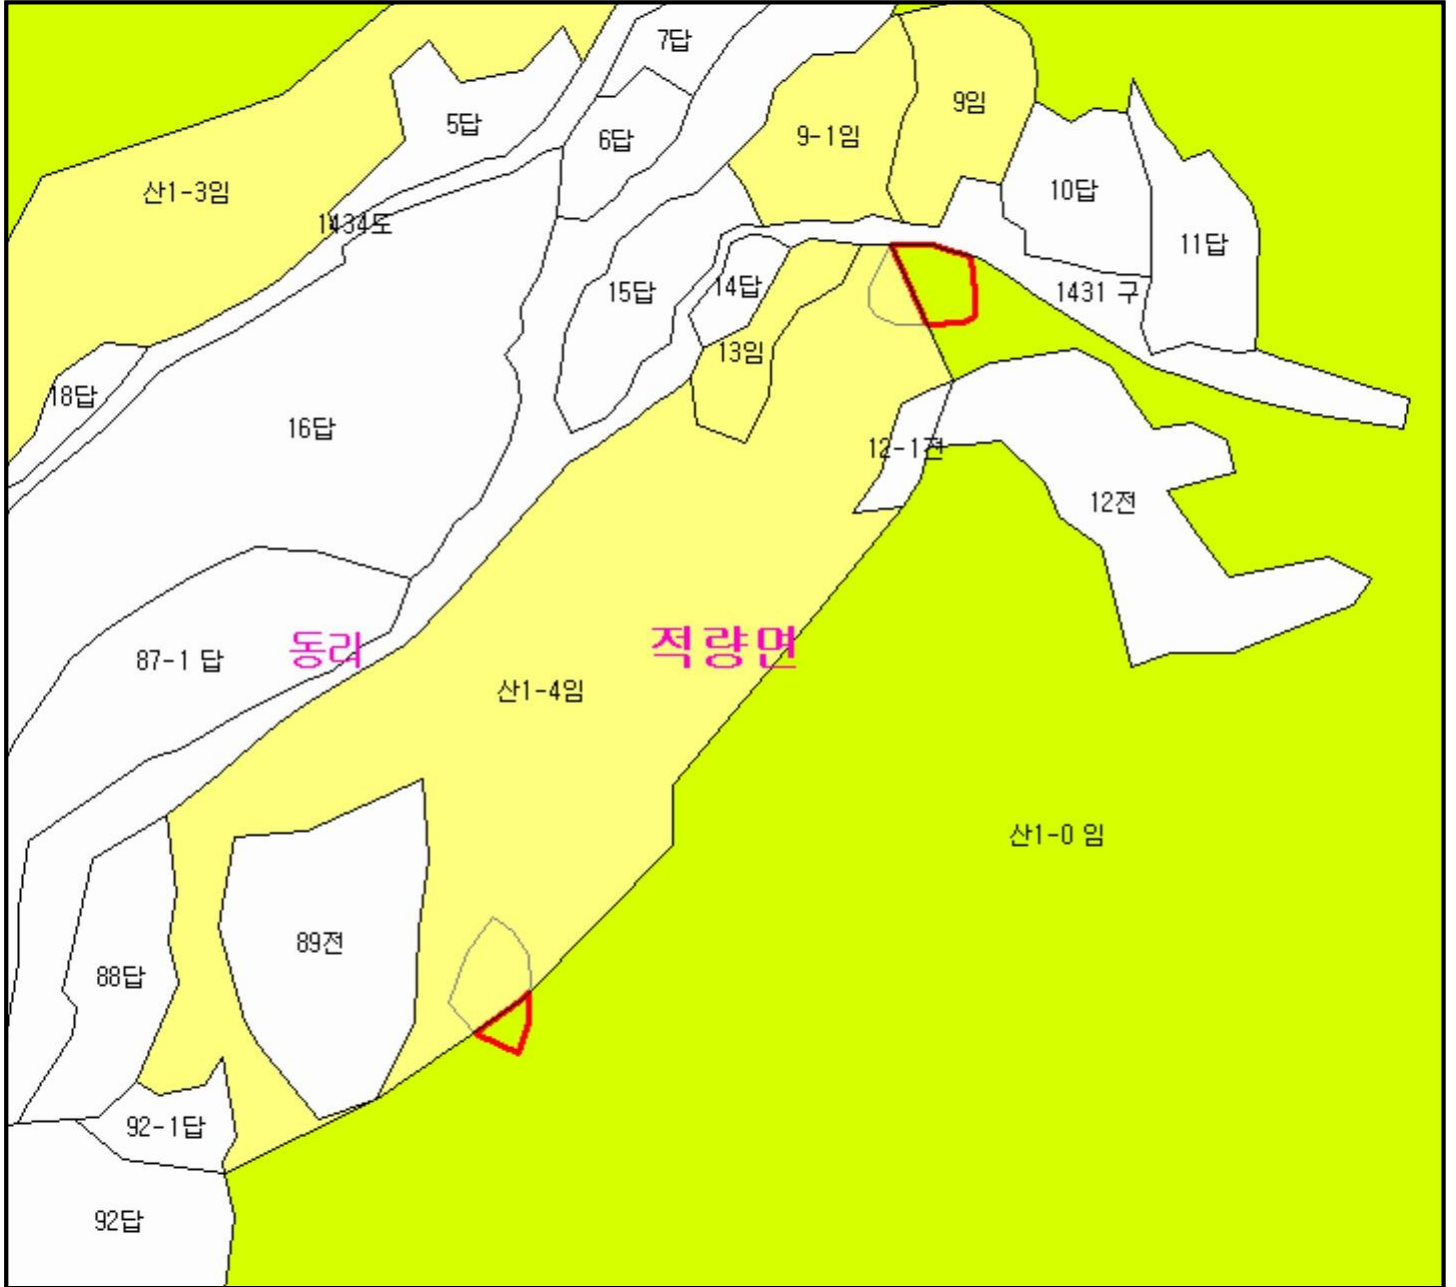 7답
9임
5답
9-1임
6답
산1-3임
10답
1434도
11답
14답
15답
1431 구
13임
18답
16답
12-1전
12전
동리
적량면
87-1 답
산1-4임
산1-0 임
89전
88답
92-1답
92답